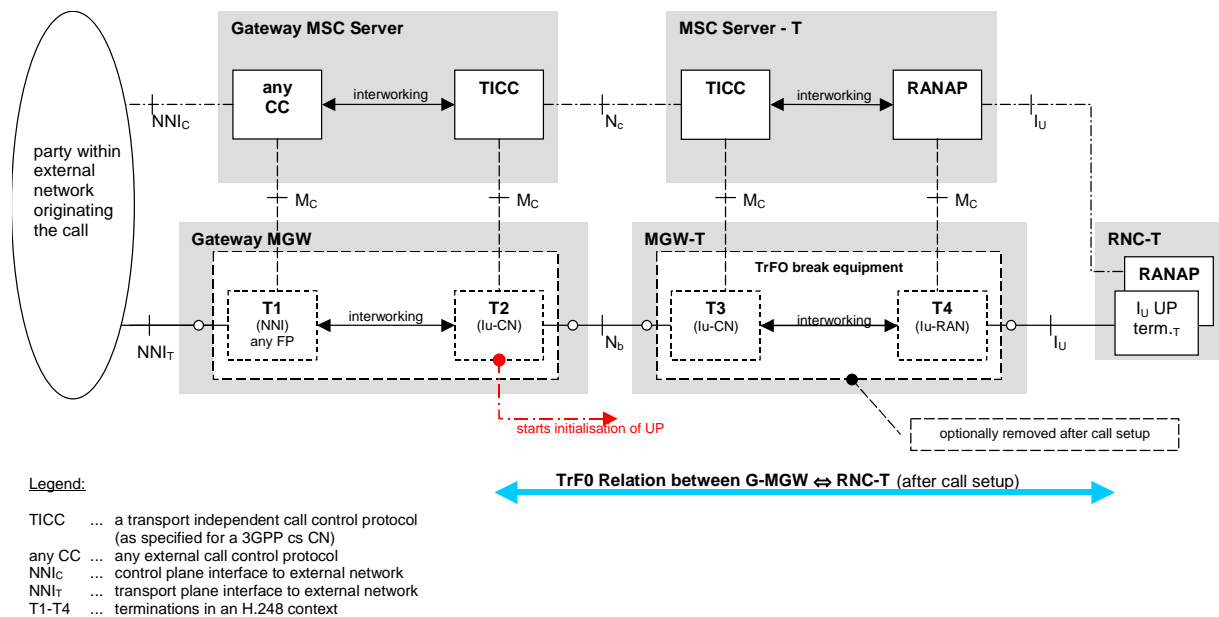 Gateway MSC Server
MSC Server - T
any
CC
interworking
TICC
TICC
interworking
RANAP
NNIC
Nc
IU
party within
external
network
originating
the call
MC
MC
MC
MC
Gateway MGW
MGW-T
RNC-T
TrFO break equipment
RANAP
T1
(NNI)
any FP
interworking
T2
(Iu-CN)
T3
(Iu-CN)
interworking
T4
(Iu-RAN)
IU UP
term.T
NNIT
Nb
IU
starts initialisation of UP
optionally removed after call setup
TrF0 Relation between G-MGW ⇔ RNC-T (after call setup)
Legend:
TICC ... a transport independent call control protocol
(as specified for a 3GPP cs CN)
any CC ... any external call control protocol
NNIC ... control plane interface to external network
NNIT ... transport plane interface to external network
T1-T4 ... terminations in an H.248 context